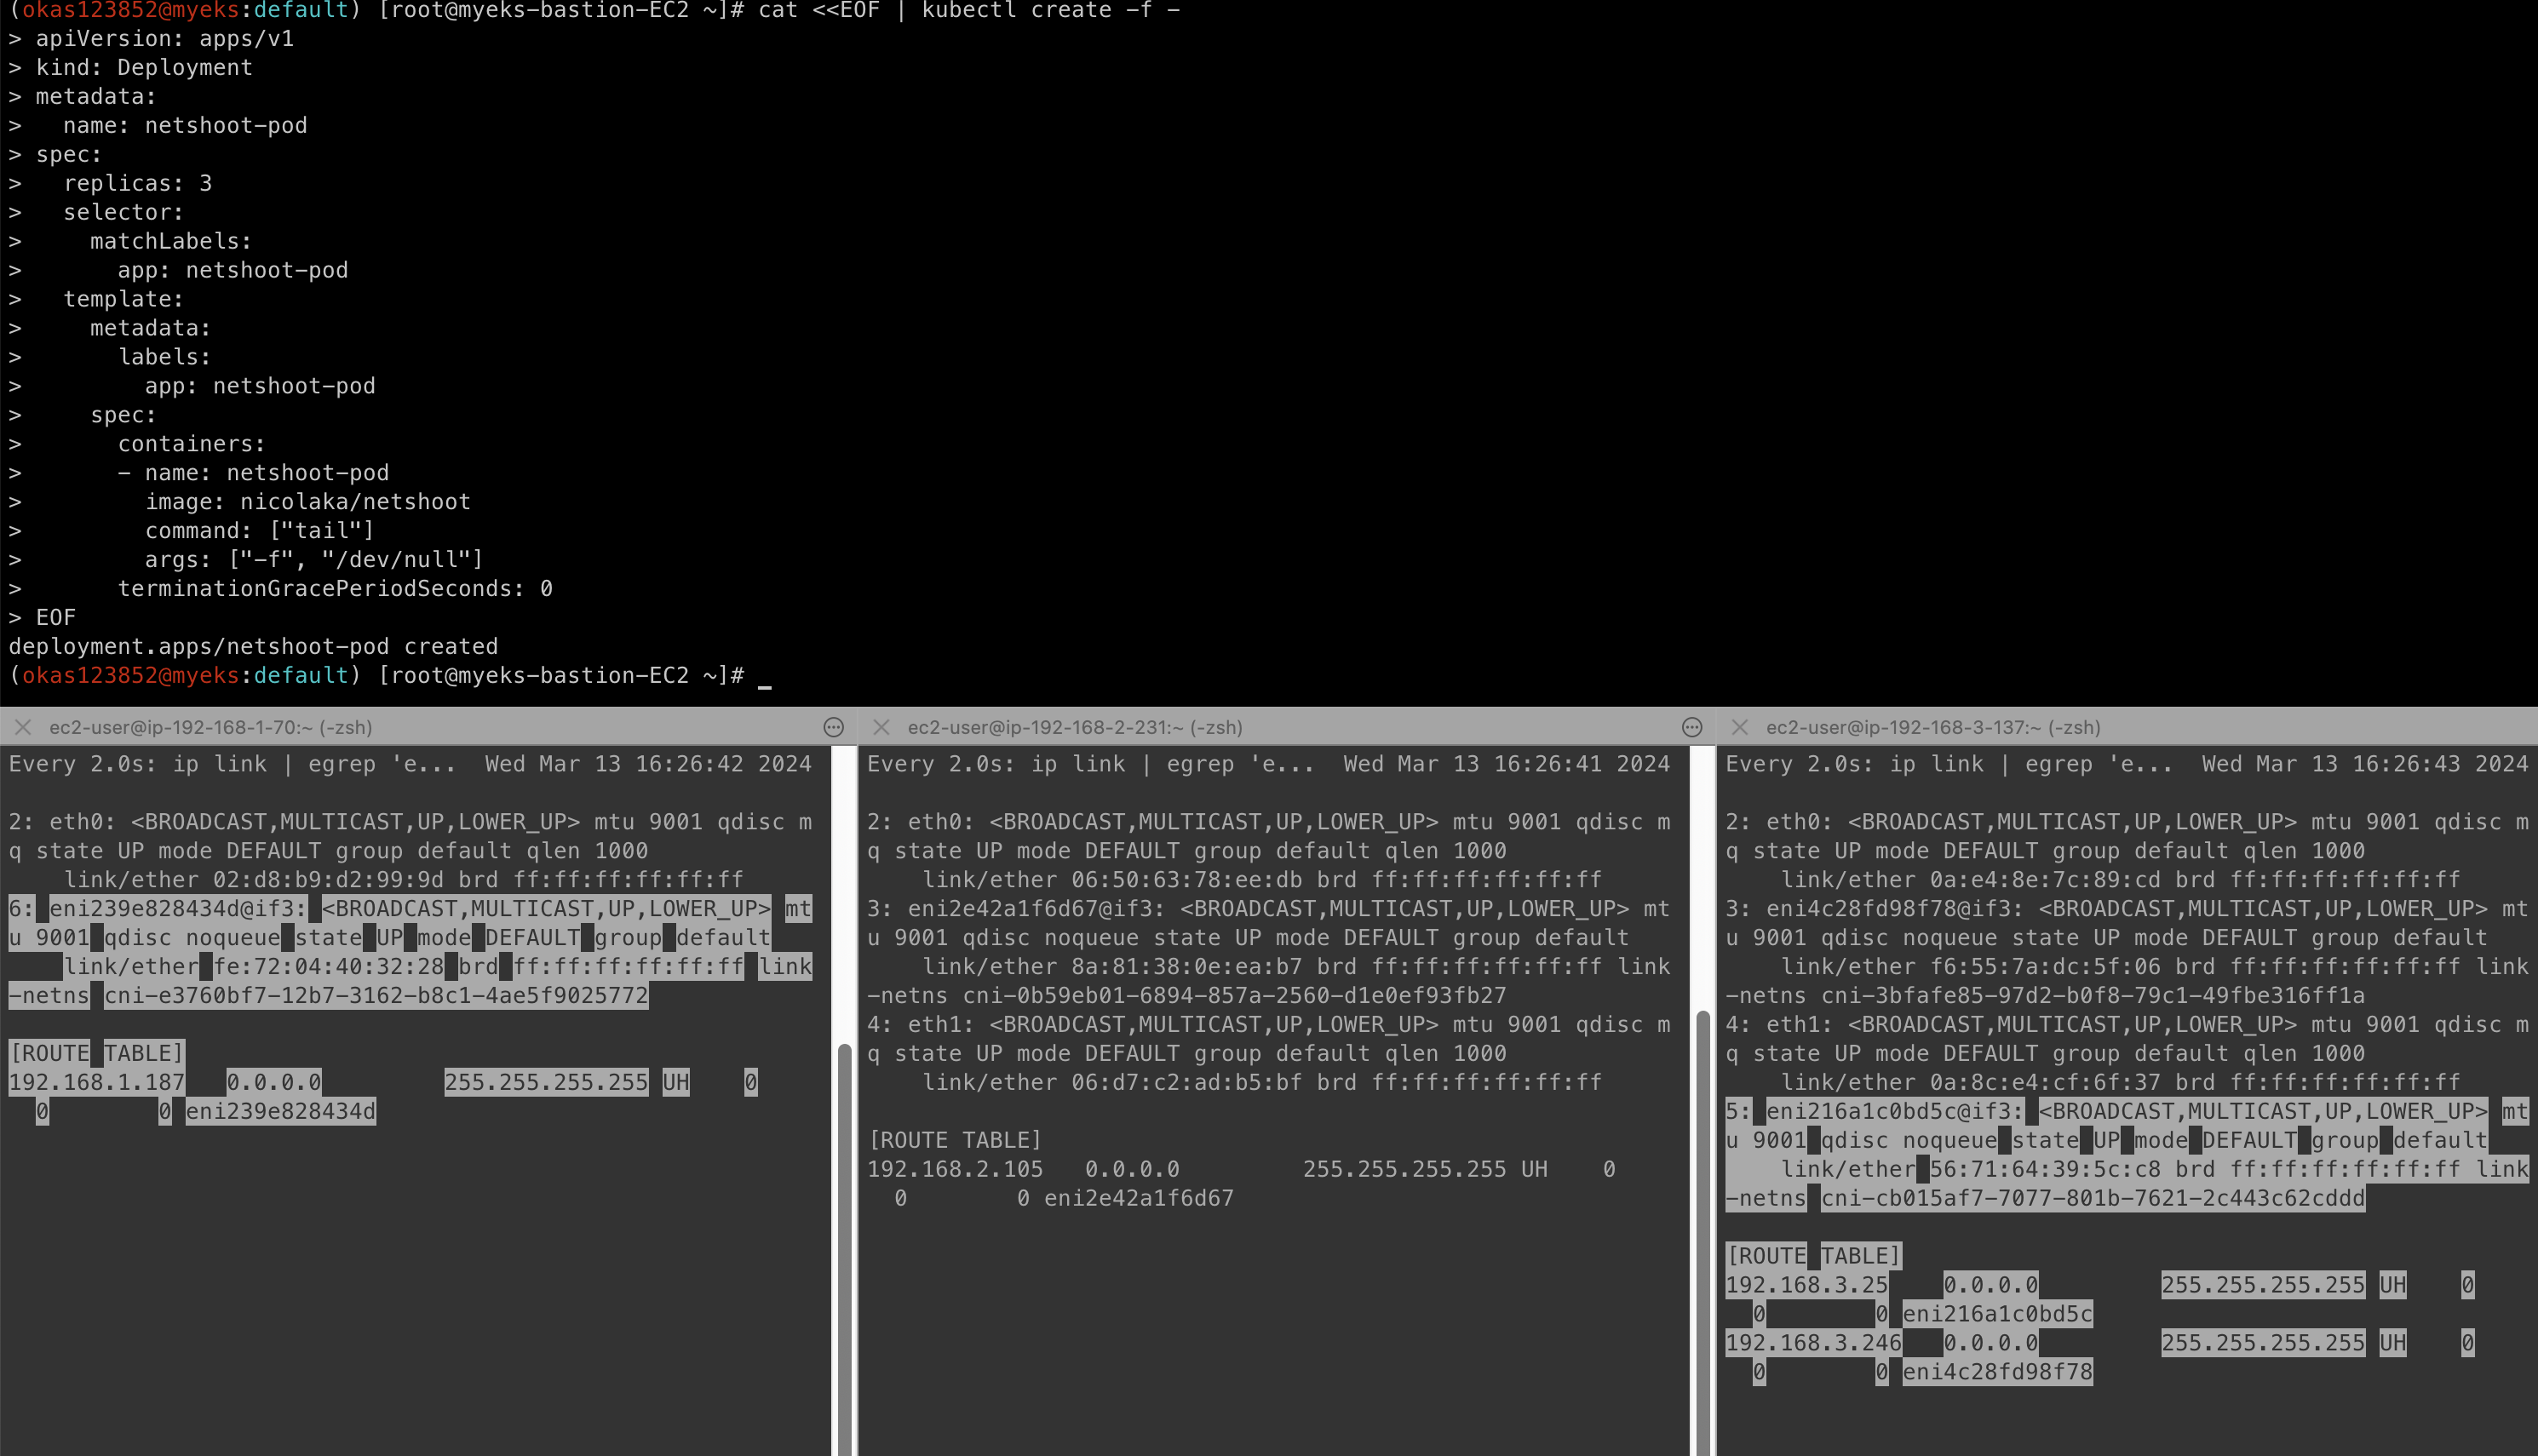 (okas123852@myeks:default) [root@myeks-bastion-EC2 ~]# cat <<EOF | kubectl create -f -
> apiVersion: apps/v1
> kind: Deployment
> metadata:
>   name: netshoot-pod
> spec:
>   replicas: 3
>   selector:
>     matchLabels:
>       app: netshoot-pod
>   template:
>     metadata:
>       labels:
>         app: netshoot-pod
>     spec:
>       containers:
>       - name: netshoot-pod
>         image: nicolaka/netshoot
>         command: ["tail"]
>         args: ["-f", "/dev/null"]
>       terminationGracePeriodSeconds: 0
> EOF
deployment.apps/netshoot-pod created
(okas123852@myeks:default) [root@myeks-bastion-EC2 ~]# _
ec2-user@ip-192-168-1-70:~ (-zsh)
Every 2.0s: ip link | egrep 'e...  Wed Mar 13 16:26:42 2024
2: eth0: <BROADCAST,MULTICAST,UP,LOWER_UP> mtu 9001 qdisc m
q state UP mode DEFAULT group default qlen 1000
    link/ether 02:d8:b9:d2:99:9d brd ff:ff:ff:ff:ff:ff
6: eni239e828434d@if3: <BROADCAST,MULTICAST,UP,LOWER_UP> mt
u 9001 qdisc noqueue state UP mode DEFAULT group default
    link/ether fe:72:04:40:32:28 brd ff:ff:ff:ff:ff:ff link
-netns cni-e3760bf7-12b7-3162-b8c1-4ae5f9025772
[ROUTE TABLE]
192.168.1.187   0.0.0.0         255.255.255.255 UH    0
  0        0 eni239e828434d
ec2-user@ip-192-168-2-231:~ (-zsh)
Every 2.0s: ip link | egrep 'e...  Wed Mar 13 16:26:41 2024
2: eth0: <BROADCAST,MULTICAST,UP,LOWER_UP> mtu 9001 qdisc m
q state UP mode DEFAULT group default qlen 1000
    link/ether 06:50:63:78:ee:db brd ff:ff:ff:ff:ff:ff
3: eni2e42a1f6d67@if3: <BROADCAST,MULTICAST,UP,LOWER_UP> mt
u 9001 qdisc noqueue state UP mode DEFAULT group default
    link/ether 8a:81:38:0e:ea:b7 brd ff:ff:ff:ff:ff:ff link
-netns cni-0b59eb01-6894-857a-2560-d1e0ef93fb27
4: eth1: <BROADCAST,MULTICAST,UP,LOWER_UP> mtu 9001 qdisc m
q state UP mode DEFAULT group default qlen 1000
    link/ether 06:d7:c2:ad:b5:bf brd ff:ff:ff:ff:ff:ff
[ROUTE TABLE]
192.168.2.105   0.0.0.0         255.255.255.255 UH    0
  0        0 eni2e42a1f6d67
ec2-user@ip-192-168-3-137:~ (-zsh)
Every 2.0s: ip link | egrep 'e...  Wed Mar 13 16:26:43 2024
2: eth0: <BROADCAST,MULTICAST,UP,LOWER_UP> mtu 9001 qdisc m
q state UP mode DEFAULT group default qlen 1000
    link/ether 0a:e4:8e:7c:89:cd brd ff:ff:ff:ff:ff:ff
3: eni4c28fd98f78@if3: <BROADCAST,MULTICAST,UP,LOWER_UP> mt
u 9001 qdisc noqueue state UP mode DEFAULT group default
    link/ether f6:55:7a:dc:5f:06 brd ff:ff:ff:ff:ff:ff link
-netns cni-3bfafe85-97d2-b0f8-79c1-49fbe316ff1a
4: eth1: <BROADCAST,MULTICAST,UP,LOWER_UP> mtu 9001 qdisc m
q state UP mode DEFAULT group default qlen 1000
    link/ether 0a:8c:e4:cf:6f:37 brd ff:ff:ff:ff:ff:ff
5: eni216a1c0bd5c@if3: <BROADCAST,MULTICAST,UP,LOWER_UP> mt
u 9001 qdisc noqueue state UP mode DEFAULT group default
    link/ether 56:71:64:39:5c:c8 brd ff:ff:ff:ff:ff:ff link
-netns cni-cb015af7-7077-801b-7621-2c443c62cddd
[ROUTE TABLE]
192.168.3.25    0.0.0.0         255.255.255.255 UH    0
  0        0 eni216a1c0bd5c
192.168.3.246   0.0.0.0         255.255.255.255 UH    0
  0        0 eni4c28fd98f78